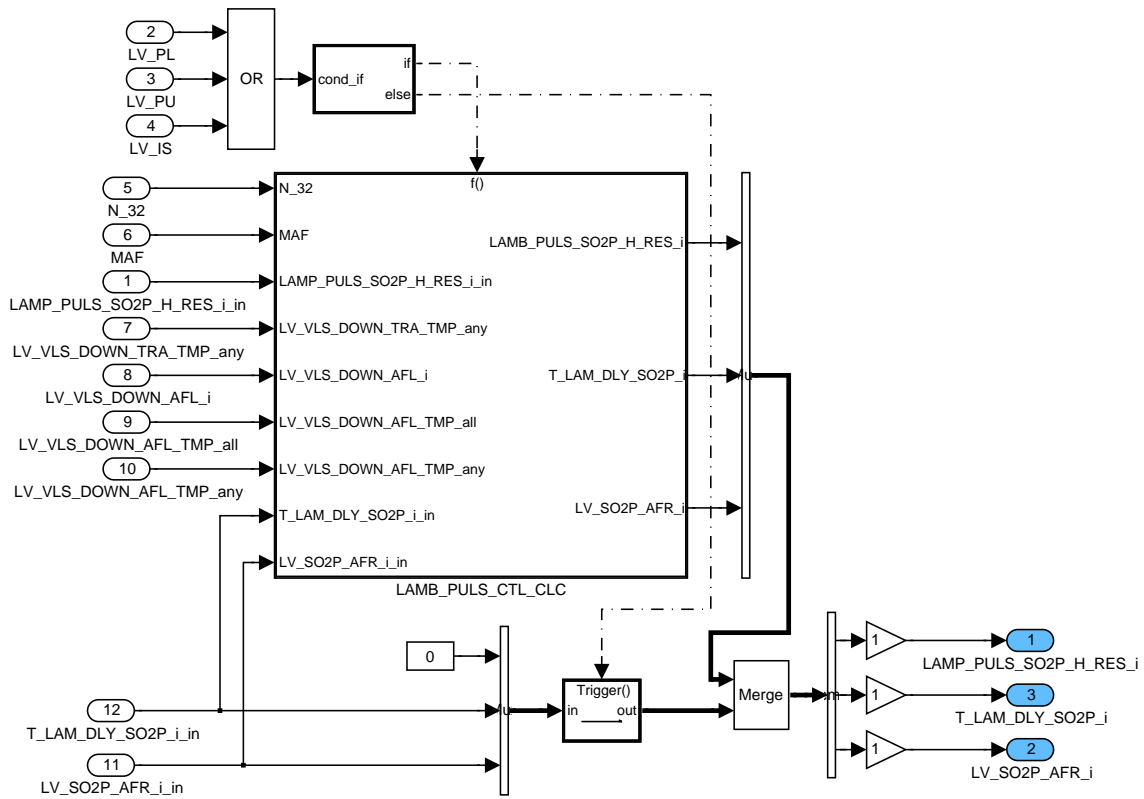 2
LV_PL
3
LV_PU
4
LV_IS
OR
cond_if
if
else
f()
5
N_32
6
MAF
1
LAMP_PULS_SO2P_H_RES_i_in
7
LV_VLS_DOWN_TRA_TMP_any
8
LV_VLS_DOWN_AFL_i
9
LV_VLS_DOWN_AFL_TMP_all
10
LV_VLS_DOWN_AFL_TMP_any
N_32
MAF
LAMP_PULS_SO2P_H_RES_i_in
LV_VLS_DOWN_TRA_TMP_any
LV_VLS_DOWN_AFL_i
LV_VLS_DOWN_AFL_TMP_all
LV_VLS_DOWN_AFL_TMP_any
T_LAM_DLY_SO2P_i_in
LV_SO2P_AFR_i_in
LAMB_PULS_SO2P_H_RES_i
T_LAM_DLY_SO2P_i
LV_SO2P_AFR_i
LAMB_PULS_CTL_CLC
0
12
T_LAM_DLY_SO2P_i_in
11
LV_SO2P_AFR_i_in
Trigger()
in
out
Merge
1
1
LAMP_PULS_SO2P_H_RES_i
1
3
T_LAM_DLY_SO2P_i
1
2
LV_SO2P_AFR_i